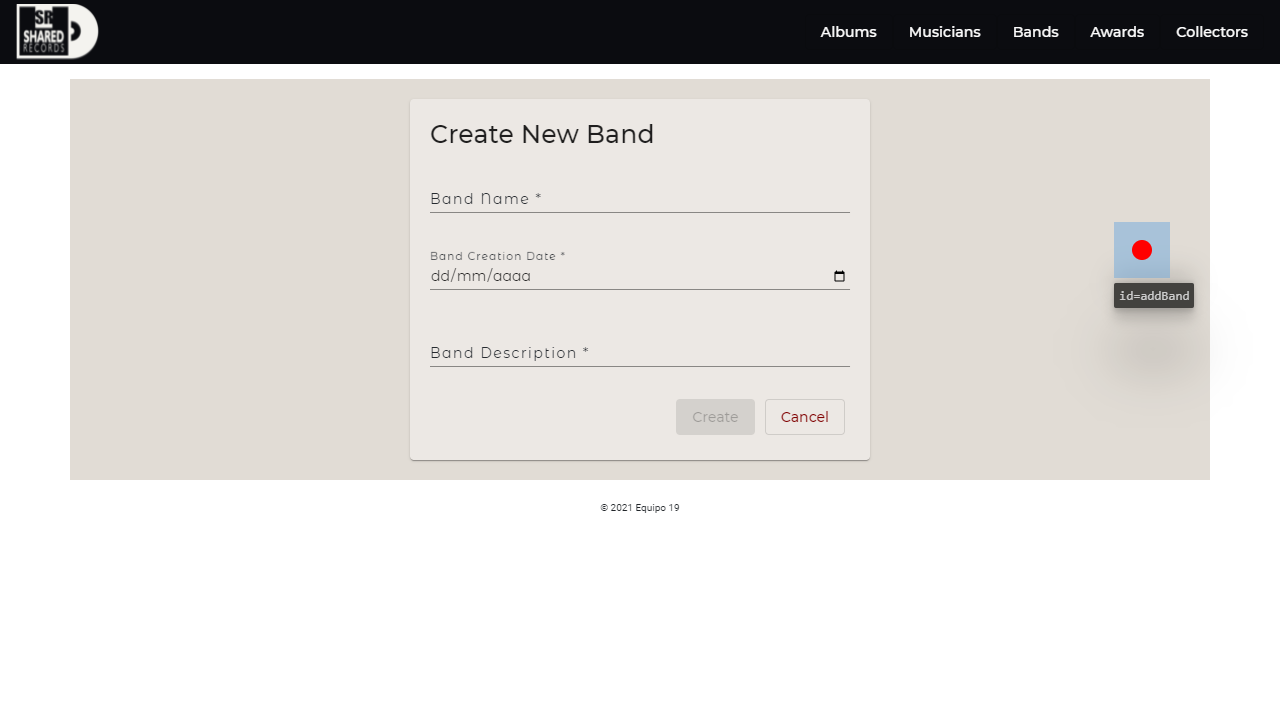 SR
SHARED
RECORDS
Albums Musicians Bands Awards Collectors
Create New Band
Band Name *
Band Creation Date *
dd/mm/aaaa
id=addBand
Band Description *
Create Cancel
© 2021 Equipo 19